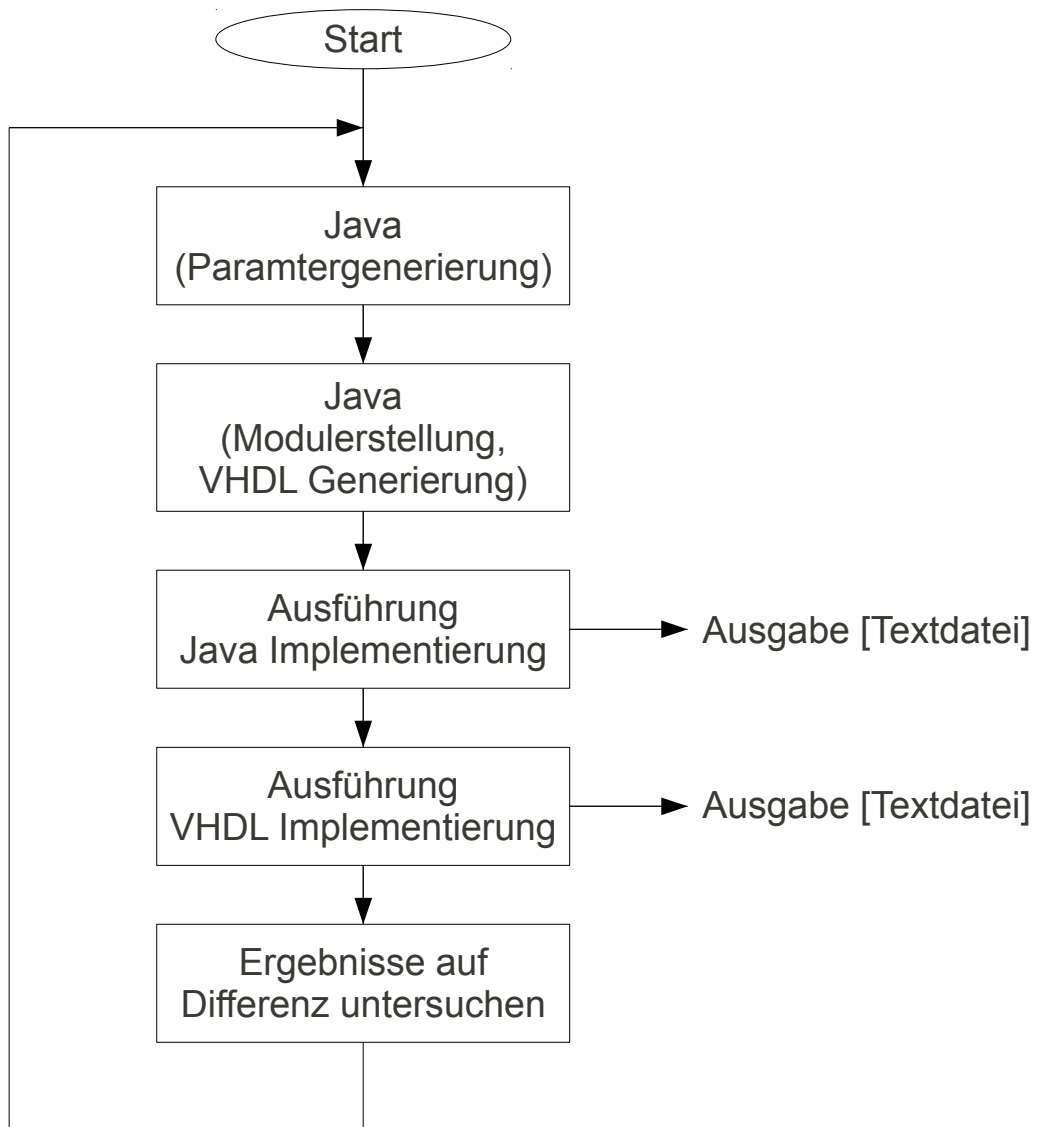 Start
Java
(Paramtergenerierung)
Java
(Modulerstellung,
VHDL Generierung)
Ausführung
Java Implementierung
Ausgabe [Textdatei]
Ausführung
VHDL Implementierung
Ausgabe [Textdatei]
Ergebnisse auf
Differenz untersuchen